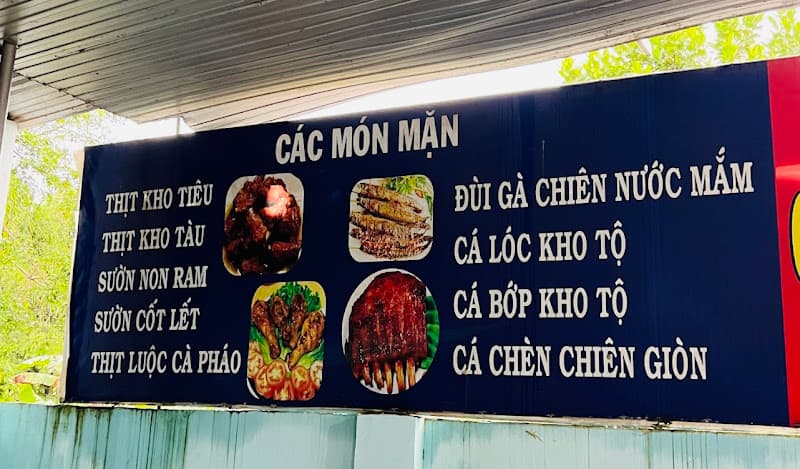 CÁC MÓN MẶN
THỊT KHO TIÊU
THỊT KHO TÀU
SƯỜN NON RAM
SƯỜN CỐT LẾT
THỊT LUỘC CÀ PHÁO
ĐÙI GÀ CHIÊN NƯỚC MẮM
CÁ LÓC KHO TỘ
CÁ BỚP KHO TỘ
CÁ CHÈN CHIÊN GIÒN